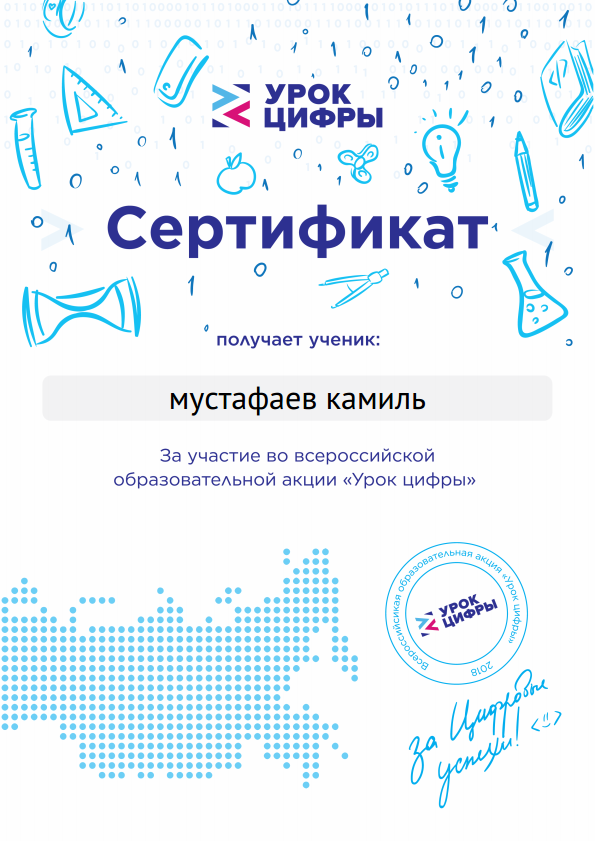 УРОК
ЦИФРЫ
Сертификат
получает ученик:
мустафаев камиль
За участие во всероссийской
образовательной акции «Урок цифры»
Всероссийская образовательная акция «Урок цифры»
УРОК
ЦИФРЫ
2018
за Цифровые
успехи! <!!)>